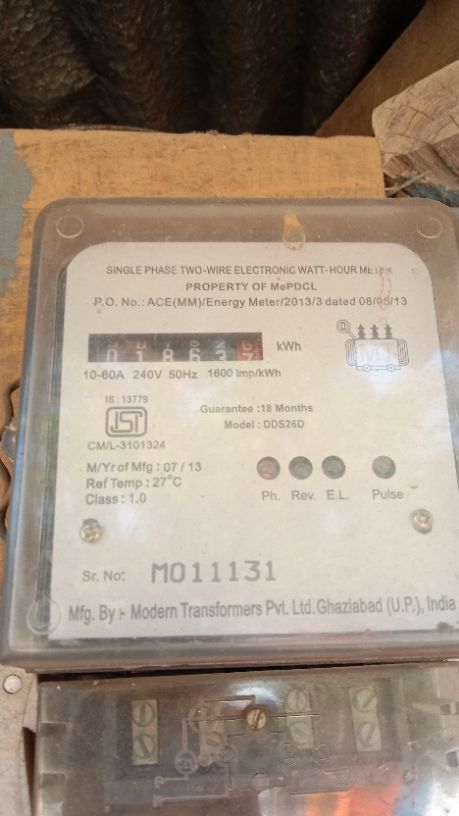 SINGLE PHASE TWO-WIRE ELECTRONIC WATT-HOUR METER
PROPERTY OF MePDCL
P.O. No.: ACE(MM)/Energy Meter/2013/3 dated 08/05/13
01863 kWh
10-60A 240V 50Hz 1600 Imp/kWh
IS : 13779
ISI
CM/L-3101324
Guarantee :18 Months
Model : DDS26D
M/Yr of Mfg : 07 / 13
Ref Temp : 27°C
Class : 1.0
Ph. Rev. E.L. Pulse
Sr. No: M011131
Mfg. By :- Modern Transformers Pvt. Ltd. Ghaziabad (U.P.), India